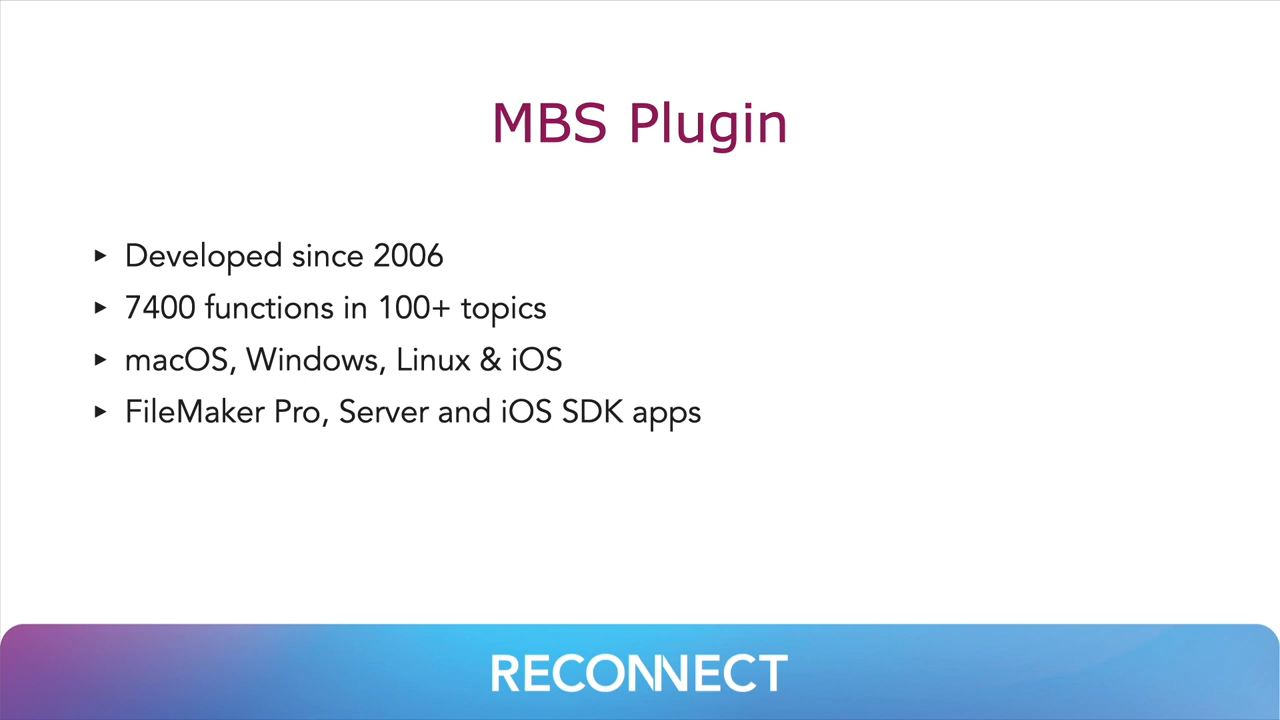 MBS Plugin
▸ Developed since 2006
▸ 7400 functions in 100+ topics
▸ macOS, Windows, Linux & iOS
▸ FileMaker Pro, Server and iOS SDK apps
RECONNECT